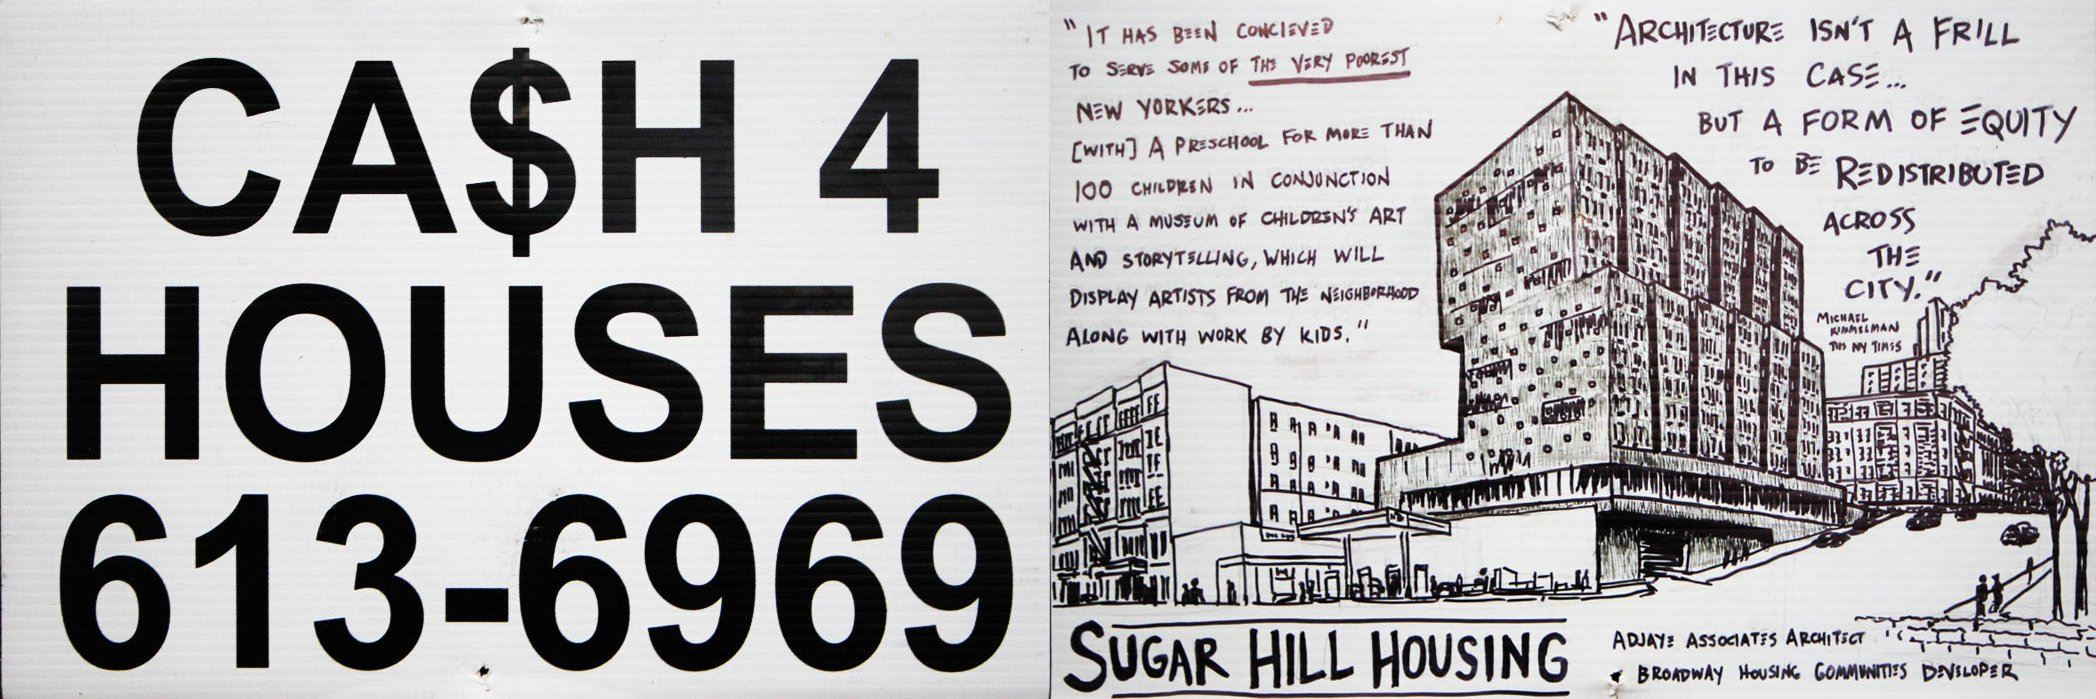 CA$H 4
HOUSES
613-6969
"IT HAS BEEN CONCIEVED
TO SERVE SOME OF THE VERY POOREST
NEW YORKERS...
[WITH] A PRESCHOOL FOR MORE THAN
100 CHILDREN IN CONJUNCTION
WITH A MUSEUM OF CHILDREN'S ART
AND STORYTELLING, WHICH WILL
DISPLAY ARTISTS FROM THE NEIGHBORHOOD
ALONG WITH WORK BY KIDS."
"ARCHITECTURE ISN'T A FRILL
IN THIS CASE...
BUT A FORM OF EQUITY
TO BE REDISTRIBUTED
ACROSS
THE
CITY."
MICHAEL
KIMMELMAN
THE NY TIMES
SUGAR HILL HOUSING
ADJAYE ASSOCIATES ARCHITECT
BROADWAY HOUSING COMMUNITIES DEVELOPER